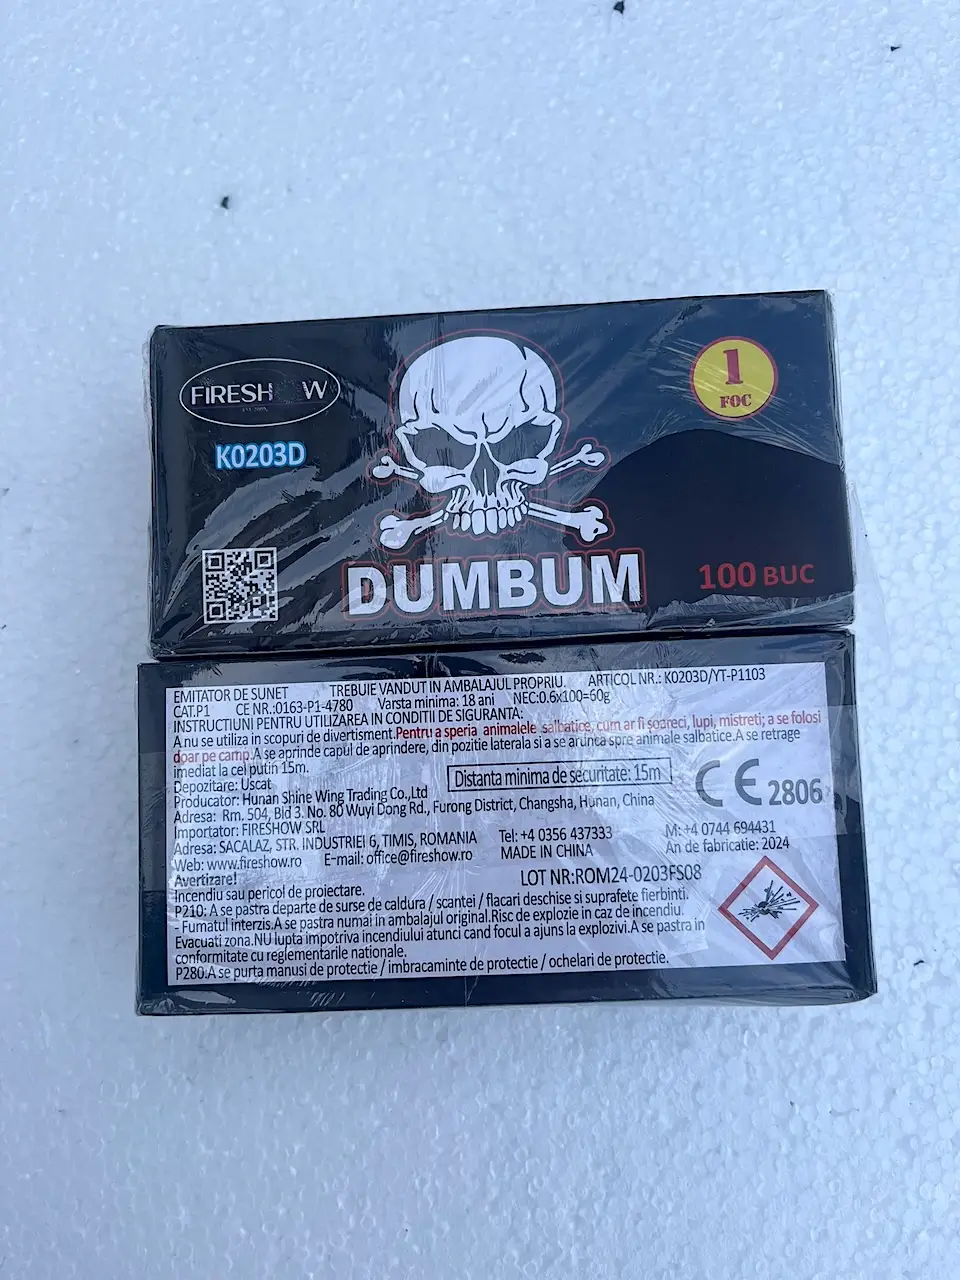 FIRESH W
K0203D
1
FOC
DUMBUM
100 BUC
EMITATOR DE SUNET TREBUIE VANDUT IN AMBALAJUL PROPRIU. ARTICOL NR.: K0203D/YT-P1103
CAT.P1 CE NR.:0163-P1-4780 Varsta minima: 18 ani NEC:0.6x100=60g
INSTRUCTIUNI PENTRU UTILIZAREA IN CONDITII DE SIGURANTA:
A nu se utiliza in scopuri de divertisment.Pentru a speria animalele salbatice, cum ar fi soareci, lupi, mistreti; a se folosi
doar pe camp.A se aprinde capul de aprindere, din pozitie laterala si a se arunca spre animale salbatice.A se retrage
imediat la cel putin 15m.
Distanta minima de securitate: 15m
Depozitare: Uscat
Producator: Hunan Shine Wing Trading Co.,Ltd
CE 2806
Adresa: Rm. 504, Bld 3. No. 80 Wuyi Dong Rd., Furong District, Changsha, Hunan, China
Importator: FIRESHOW SRL
Adresa: SACALAZ, STR. INDUSTRIEI 6, TIMIS, ROMANIA Tel: +4 0356 437333 M: +4 0744 694431
Web: www.fireshow.ro E-mail: office@fireshow.ro MADE IN CHINA An de fabricatie: 2024
Avertizare! LOT NR:ROM24-0203FS08
Incendiu sau pericol de proiectare.
P210: A se pastra departe de surse de caldura / scantei / flacari deschise si suprafete fierbinti.
- Fumatul interzis.A se pastra numai in ambalajul original.Risc de explozie in caz de incendiu.
Evacuati zona.NU lupta impotriva incendiului atunci cand focul a ajuns la explozivi.A se pastra in
conformitate cu reglementarile nationale.
P280:A se purta manusi de protectie / imbracaminte de protectie / ochelari de protectie.